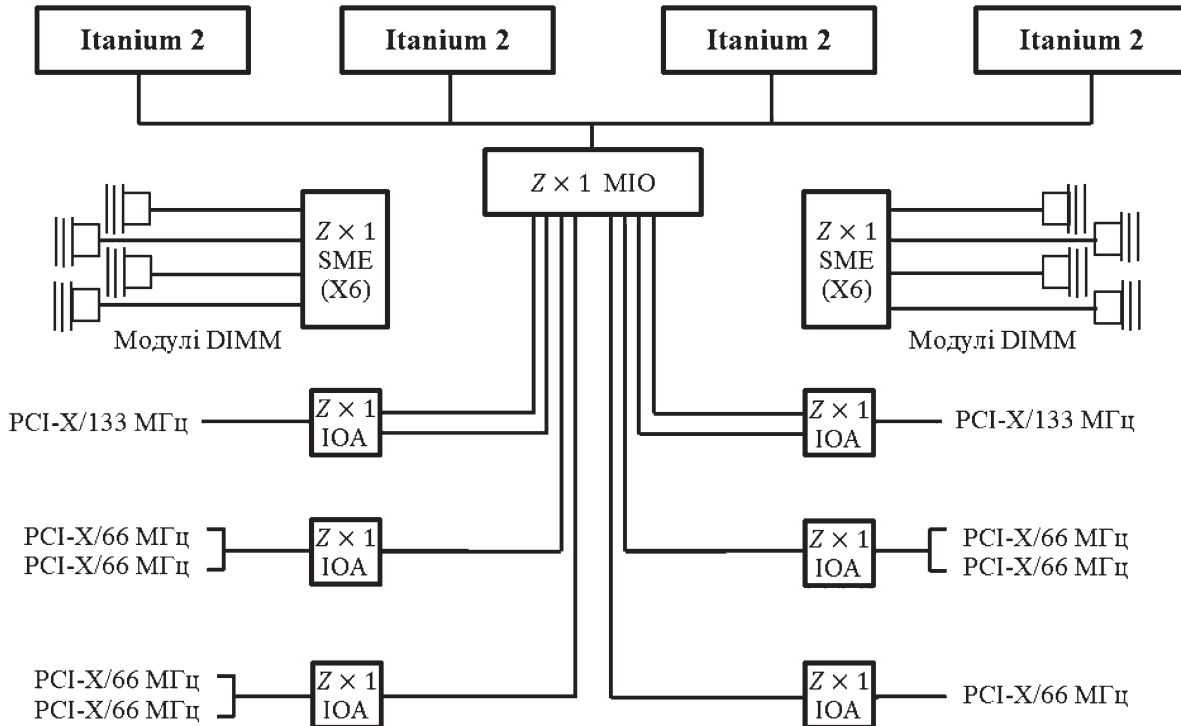 Itanium 2
Itanium 2
Itanium 2
Itanium 2
Z × 1 MIO
Z × 1
SME
(X6)
Z × 1
SME
(X6)
Модулі DIMM
Модулі DIMM
PCI-X/133 МГц
Z × 1
IOA
Z × 1
IOA
PCI-X/133 МГц
PCI-X/66 МГц
PCI-X/66 МГц
Z × 1
IOA
Z × 1
IOA
PCI-X/66 МГц
PCI-X/66 МГц
PCI-X/66 МГц
PCI-X/66 МГц
Z × 1
IOA
Z × 1
IOA
PCI-X/66 МГц